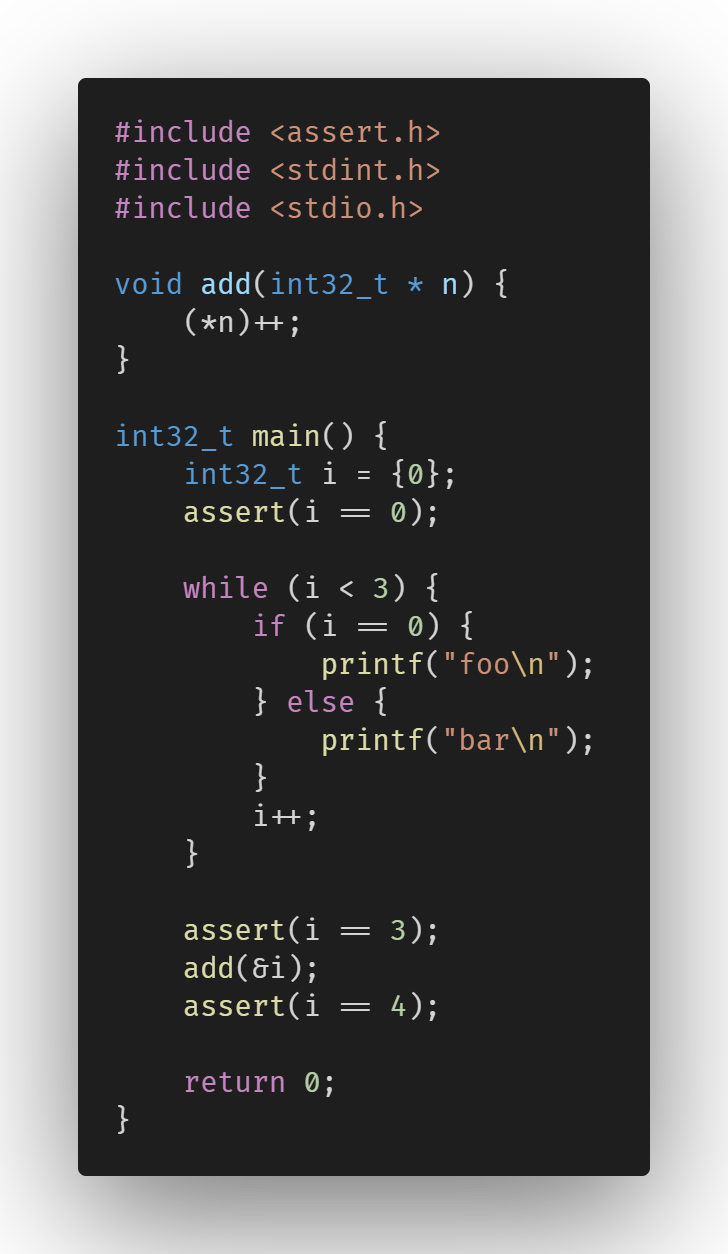 #include <assert.h>
#include <stdint.h>
#include <stdio.h>

void add(int32_t * n) {
    (*n)++;
}

int32_t main() {
    int32_t i = {0};
    assert(i == 0);

    while (i < 3) {
        if (i == 0) {
            printf("foo\n");
        } else {
            printf("bar\n");
        }
        i++;
    }

    assert(i == 3);
    add(&i);
    assert(i == 4);

    return 0;
}